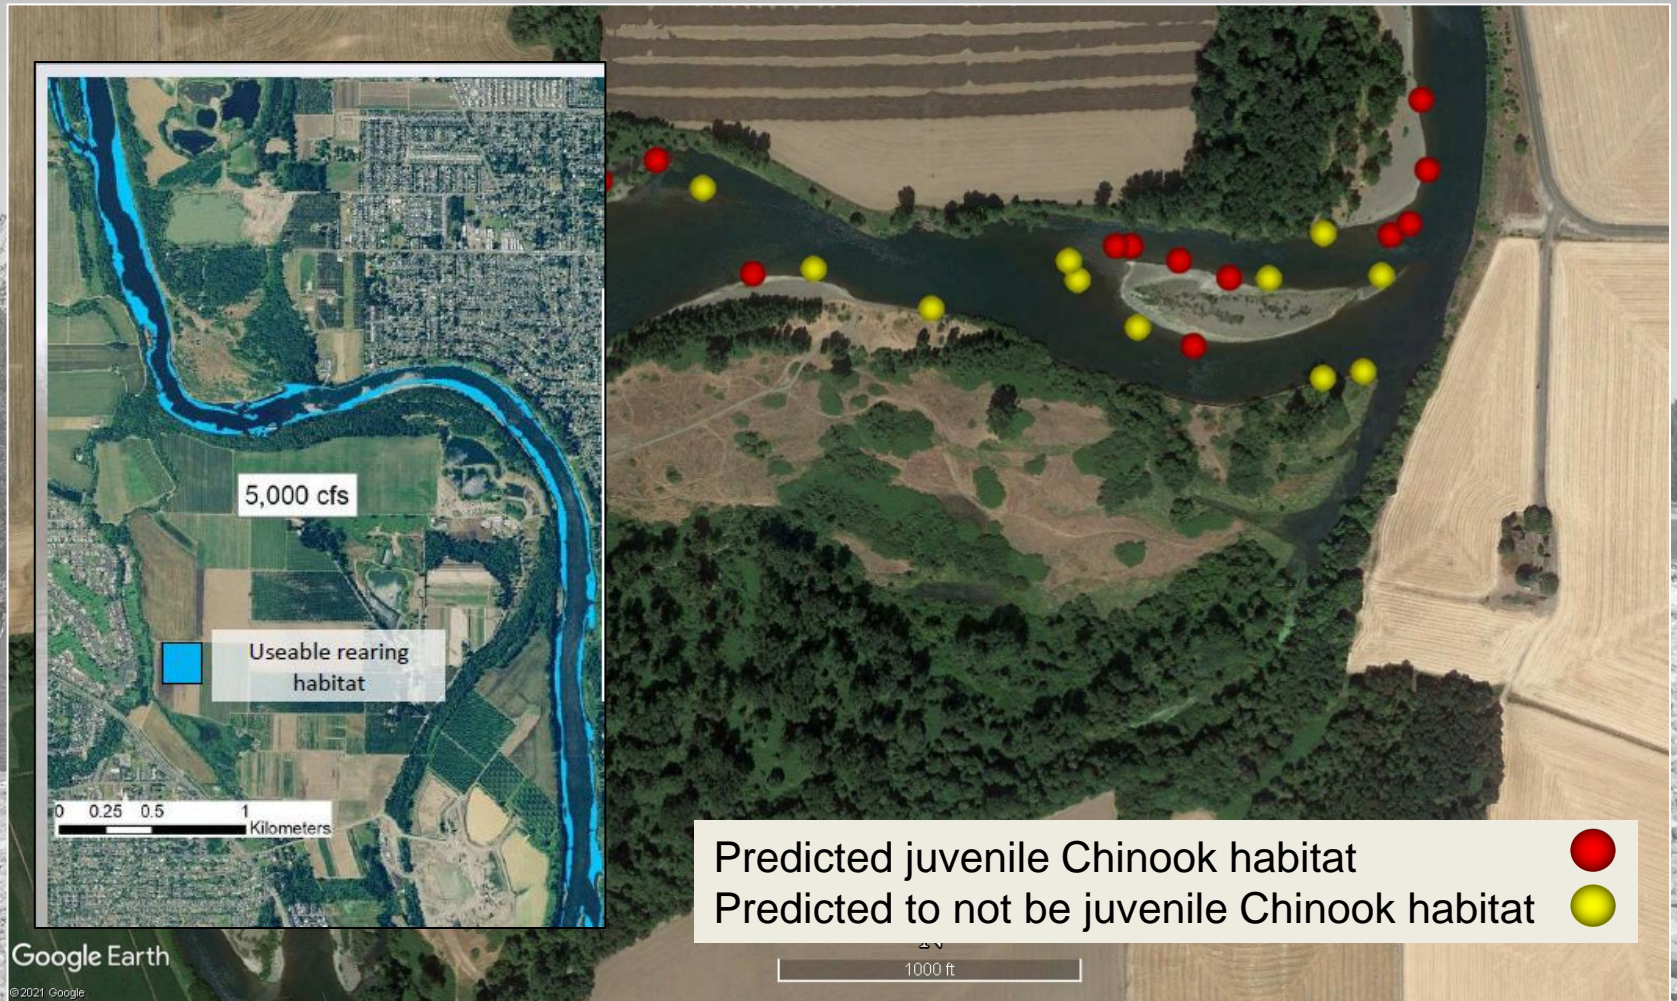 5,000 cfs
Useable rearing
habitat
0 0.25 0.5 1
Kilometers
Predicted juvenile Chinook habitat
Predicted to not be juvenile Chinook habitat
1000 ft
Google Earth
©2021 Google